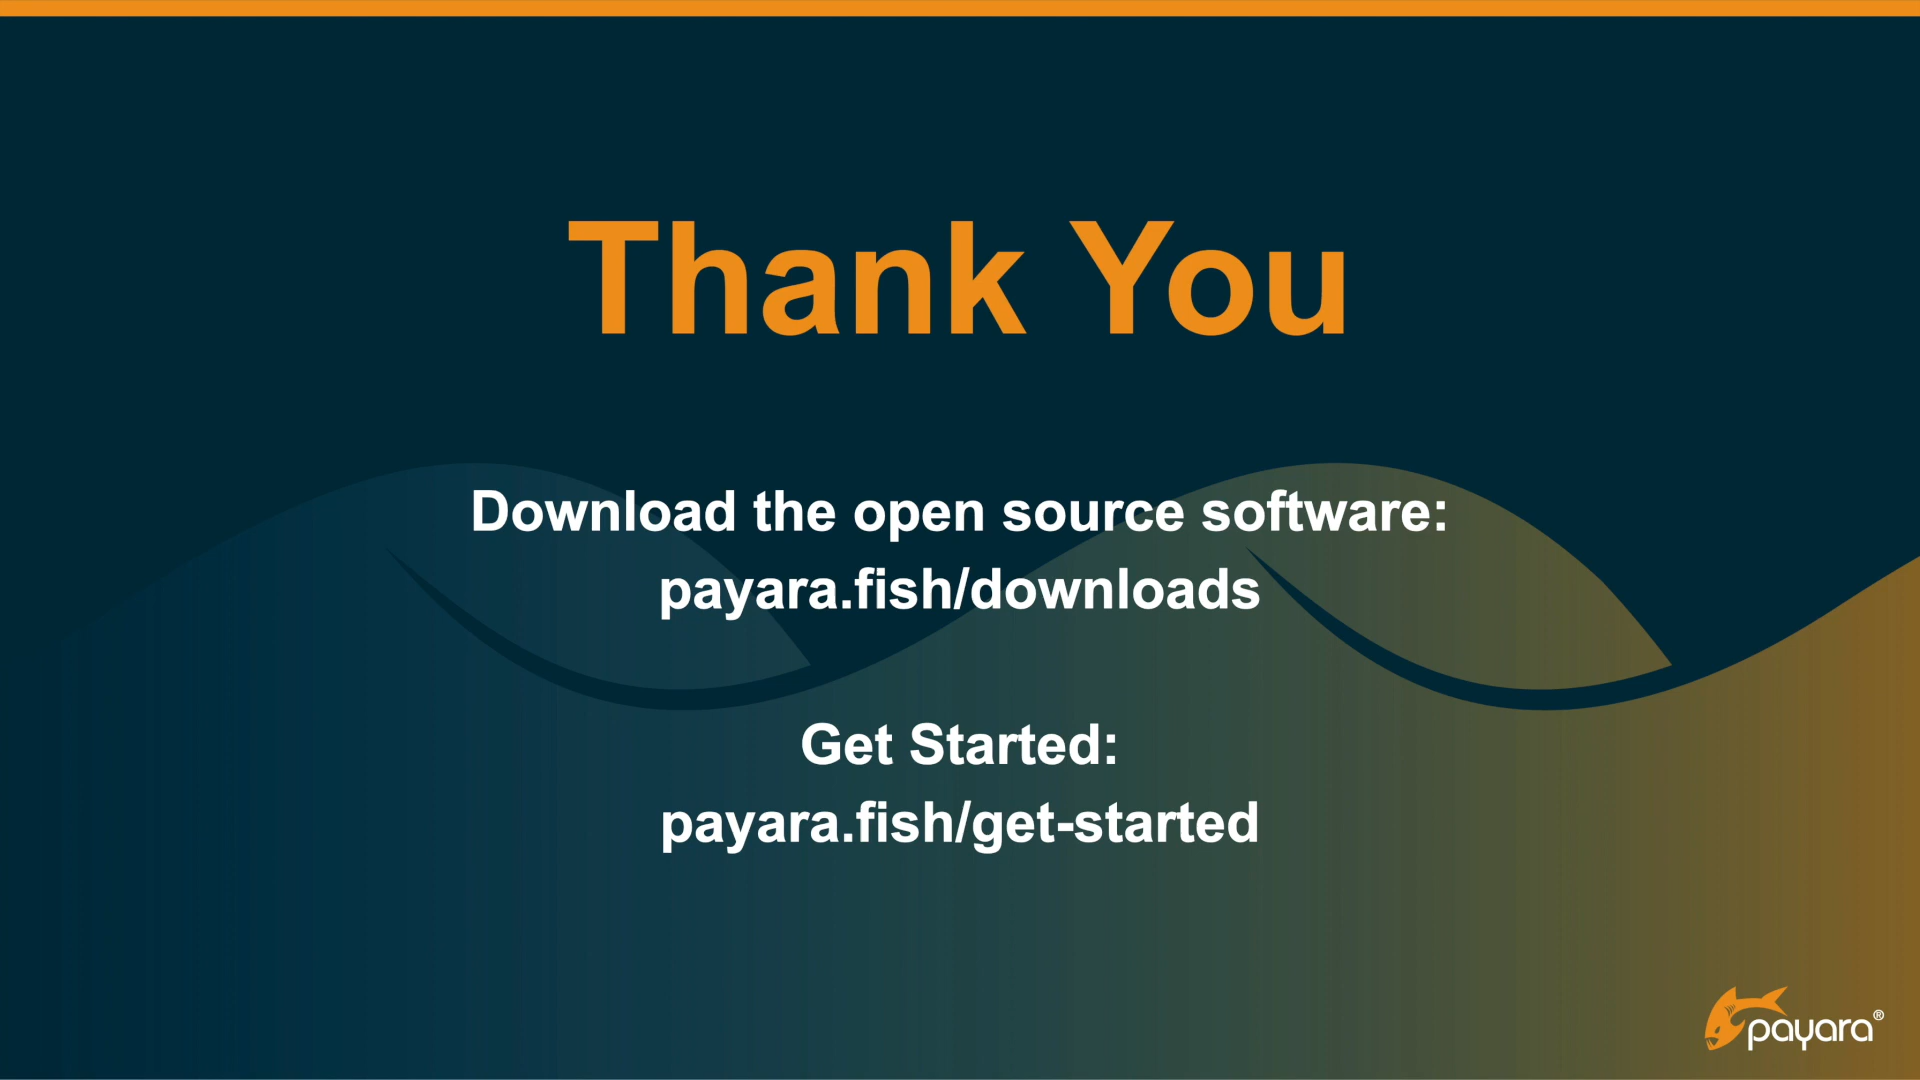 Thank You
Download the open source software:
payara.fish/downloads
Get Started:
payara.fish/get-started
payara®